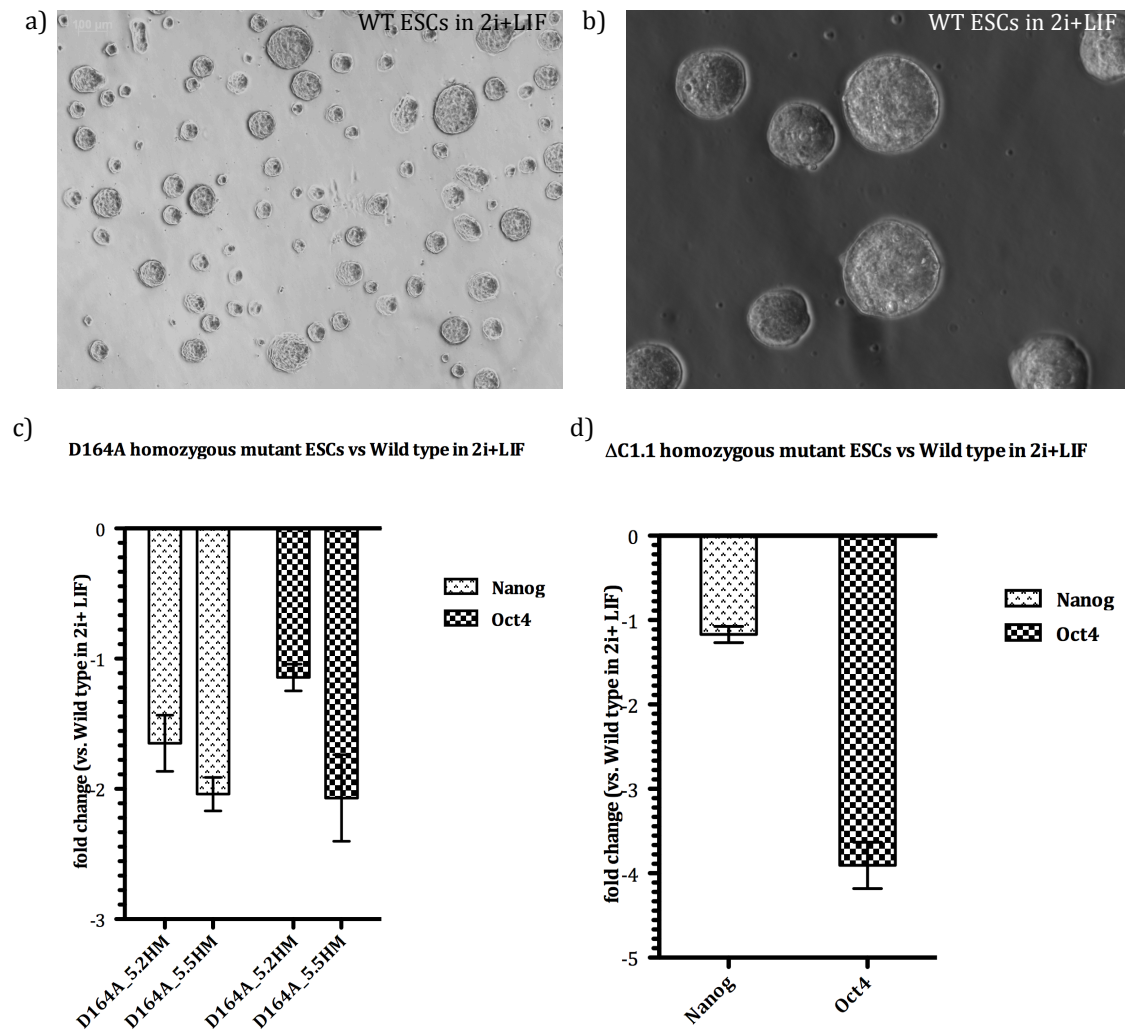 a)
100 µm
WT ESCs in 2i+LIF
b)
WT ESCs in 2i+LIF
c)
D164A homozygous mutant ESCs vs Wild type in 2i+LIF
fold change (vs. Wild type in 2i+ LIF)
0
-1
-2
-3
D164A_5.2HM
D164A_5.5HM
D164A_5.2HM
D164A_5.5HM
Nanog
Oct4
d)
ΔC1.1 homozygous mutant ESCs vs Wild type in 2i+LIF
fold change (vs. Wild type in 2i+ LIF)
0
-1
-2
-3
-4
-5
Nanog
Oct4
Nanog
Oct4